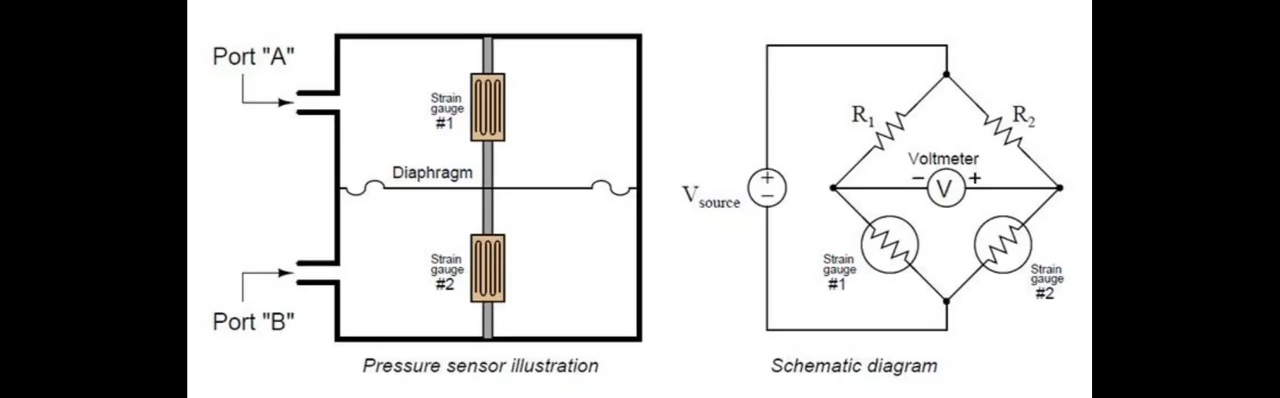 Port "A"
Strain
gauge
#1
Diaphragm
Strain
gauge
#2
Port "B"
Pressure sensor illustration
R1
R2
Voltmeter
− V +
Vsource
+
−
Strain
gauge
#1
Strain
gauge
#2
Schematic diagram